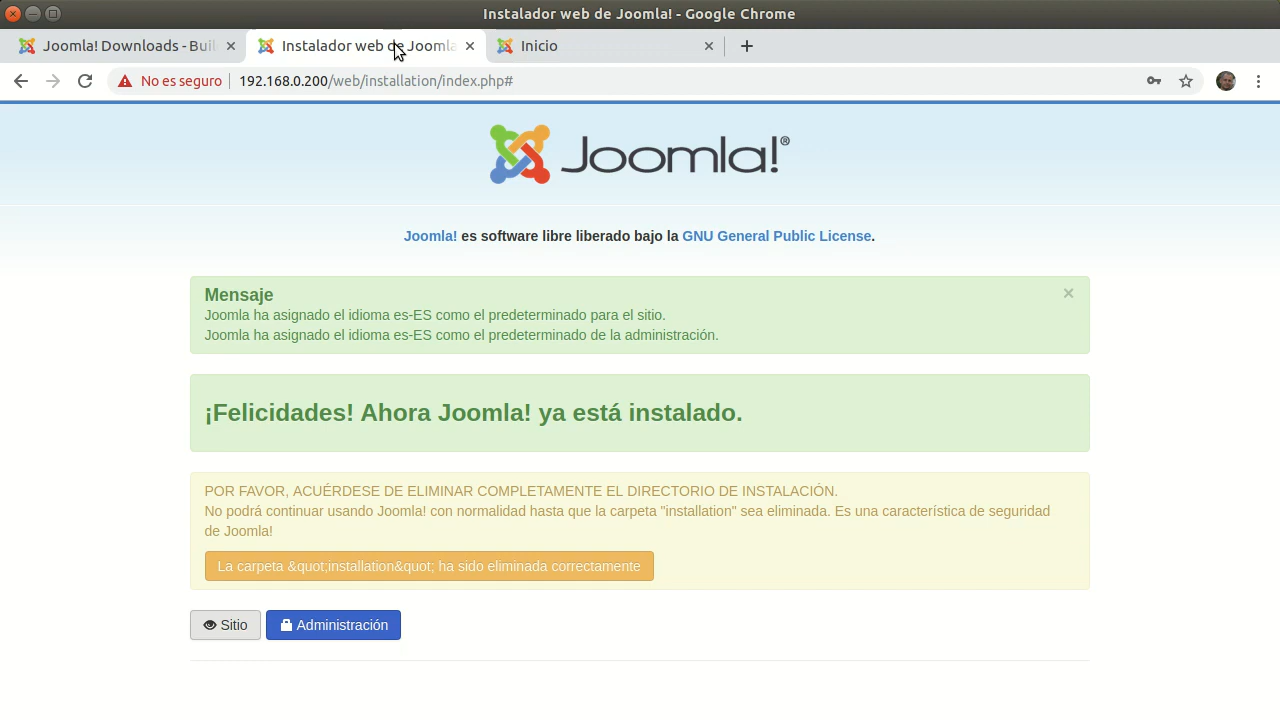 Instalador web de Joomla! - Google Chrome
Joomla! Downloads - Buil
Instalador web de Joomla
Inicio
No es seguro
192.168.0.200/web/installation/index.php#
Joomla!®
Joomla! es software libre liberado bajo la GNU General Public License.
Mensaje
Joomla ha asignado el idioma es-ES como el predeterminado para el sitio.
Joomla ha asignado el idioma es-ES como el predeterminado de la administración.
¡Felicidades! Ahora Joomla! ya está instalado.
POR FAVOR, ACUÉRDESE DE ELIMINAR COMPLETAMENTE EL DIRECTORIO DE INSTALACIÓN.
No podrá continuar usando Joomla! con normalidad hasta que la carpeta "installation" sea eliminada. Es una característica de seguridad
de Joomla!
La carpeta &quot;installation&quot; ha sido eliminada correctamente
Sitio
Administración